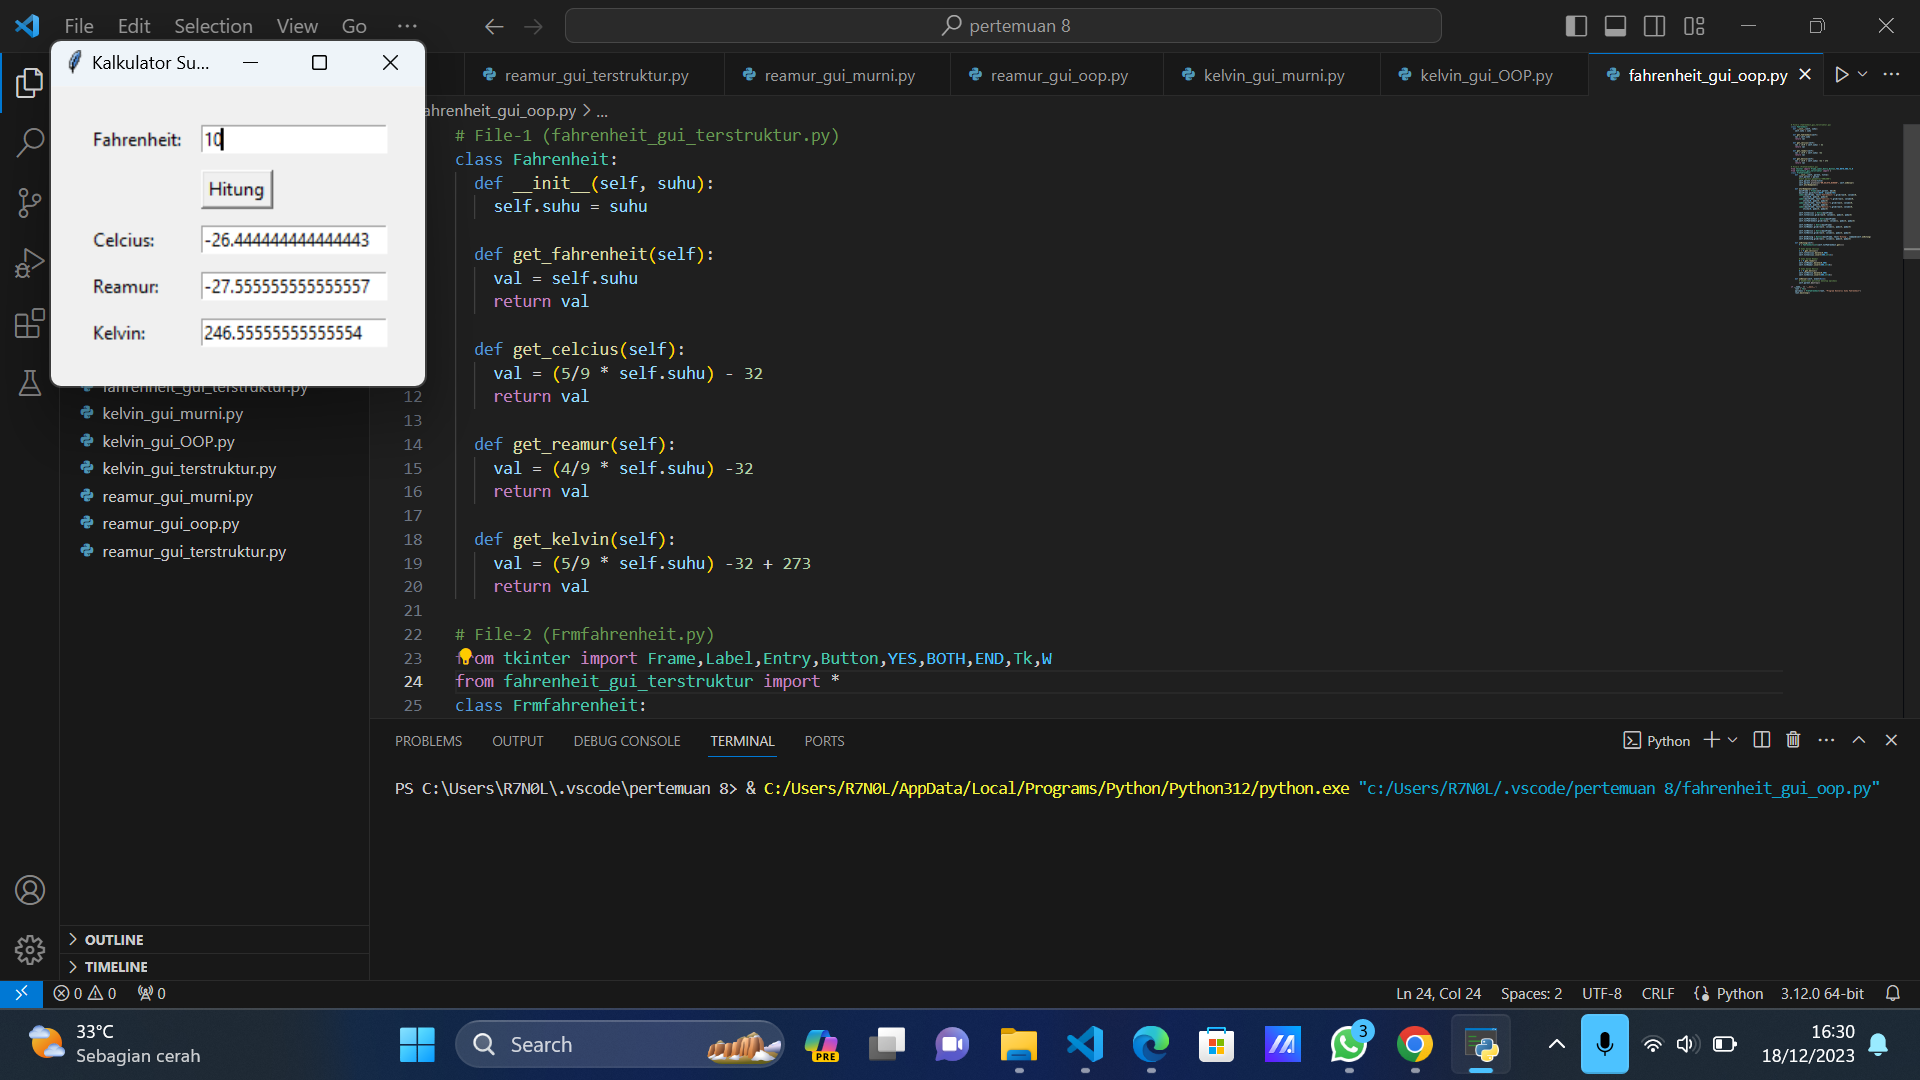 File Edit Selection View Go ...
pertemuan 8
Kalkulator Su...
Fahrenheit: 10
Hitung
Celcius: -26.444444444444443
Reamur: -27.555555555555557
Kelvin: 246.55555555555554
reamur_gui_terstruktur.py reamur_gui_murni.py reamur_gui_oop.py kelvin_gui_murni.py kelvin_gui_OOP.py fahrenheit_gui_oop.py
ahrenheit_gui_oop.py > ...
# File-1 (fahrenheit_gui_terstruktur.py)
class Fahrenheit:
def __init__(self, suhu):
self.suhu = suhu
def get_fahrenheit(self):
val = self.suhu
return val
def get_celcius(self):
val = (5/9 * self.suhu) - 32
12 return val
13
14 def get_reamur(self):
15 val = (4/9 * self.suhu) -32
16 return val
17
18 def get_kelvin(self):
19 val = (5/9 * self.suhu) -32 + 273
20 return val
21
22 # File-2 (Frmfahrenheit.py)
23 from tkinter import Frame,Label,Entry,Button,YES,BOTH,END,Tk,W
24 from fahrenheit_gui_terstruktur import *
25 class Frmfahrenheit:
fahrenheit_gui_terstruktur.py
kelvin_gui_murni.py
kelvin_gui_OOP.py
kelvin_gui_terstruktur.py
reamur_gui_murni.py
reamur_gui_oop.py
reamur_gui_terstruktur.py
OUTLINE
TIMELINE
PROBLEMS OUTPUT DEBUG CONSOLE TERMINAL PORTS
Python
PS C:\Users\R7N0L\.vscode\pertemuan 8> & C:/Users/R7N0L/AppData/Local/Programs/Python/Python312/python.exe "c:/Users/R7N0L/.vscode/pertemuan 8/fahrenheit_gui_oop.py"
0 0 0
Ln 24, Col 24 Spaces: 2 UTF-8 CRLF Python 3.12.0 64-bit
33°C
Sebagian cerah
Search
PRE
3
16:30
18/12/2023